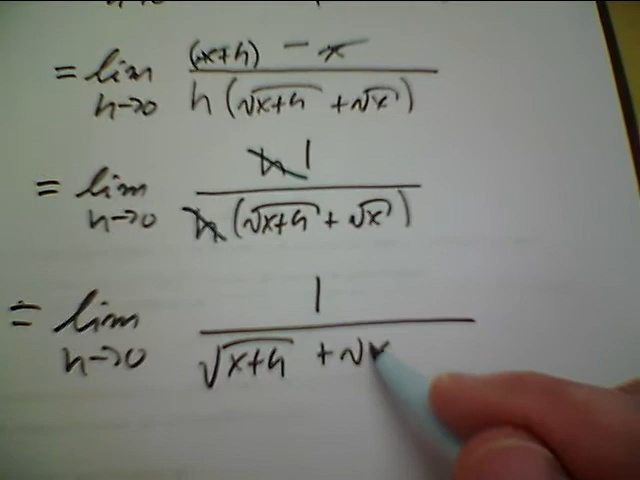 = lim h→0 (x+h) − x / h(√x+h + √x)
= lim h→0 h 1 / h(√x+h + √x)
= lim h→0 1 / √x+h + √x